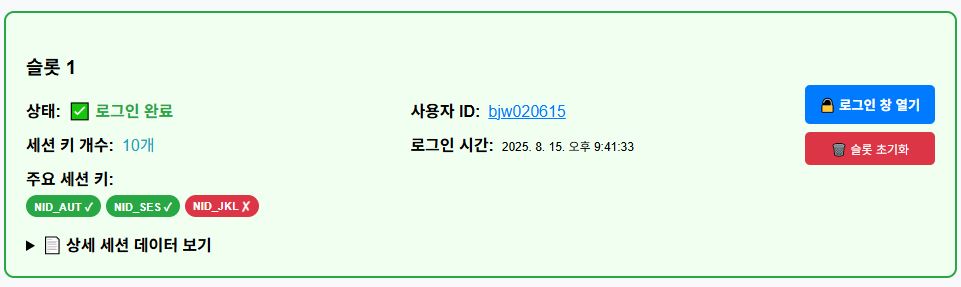 슬롯 1
상태: ✅ 로그인 완료
사용자 ID: bjw020615
🔒 로그인 창 열기
세션 키 개수: 10개
로그인 시간: 2025. 8. 15. 오후 9:41:33
🗑️ 슬롯 초기화
주요 세션 키:
NID_AUT ✓ NID_SES ✓ NID_JKL ✗
▶ 📄 상세 세션 데이터 보기